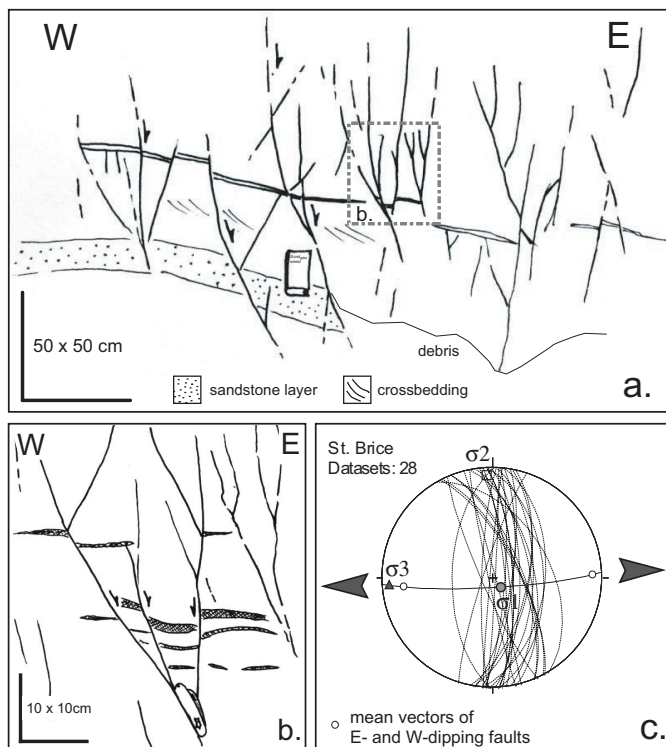 W
E
b.
50 x 50 cm
debris
sandstone layer
crossbedding
a.
W
E
10 x 10cm
b.
St. Brice
Datasets: 28
σ2
σ3
σ1
mean vectors of
E- and W-dipping faults
c.